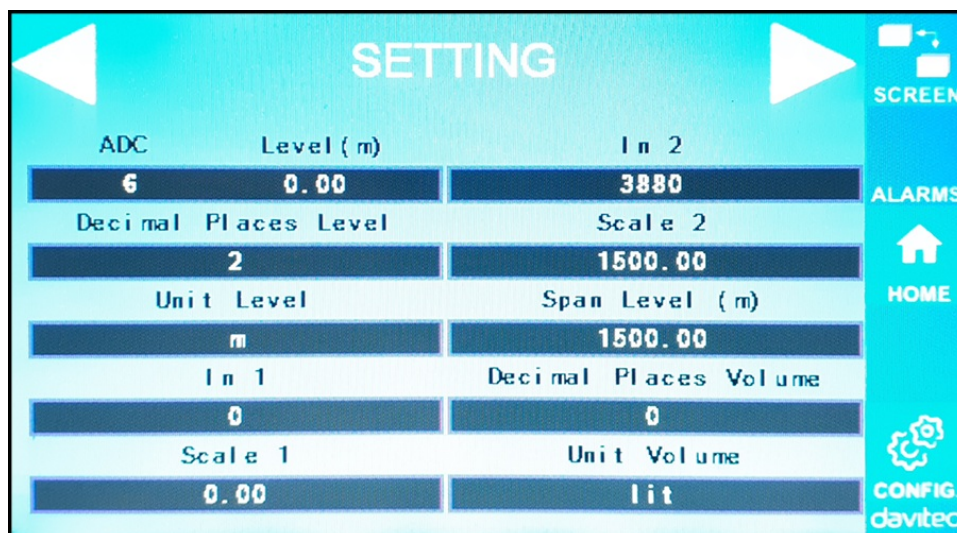 SETTING
SCREEN
ADC Level(m) In 2
6 0.00 3880
ALARMS
Decimal Places Level Scale 2
2 1500.00
HOME
Unit Level Span Level (m)
m 1500.00
In 1 Decimal Places Volume
0 0
Scale 1 Unit Volume
0.00 lit
CONFIG.
davitec